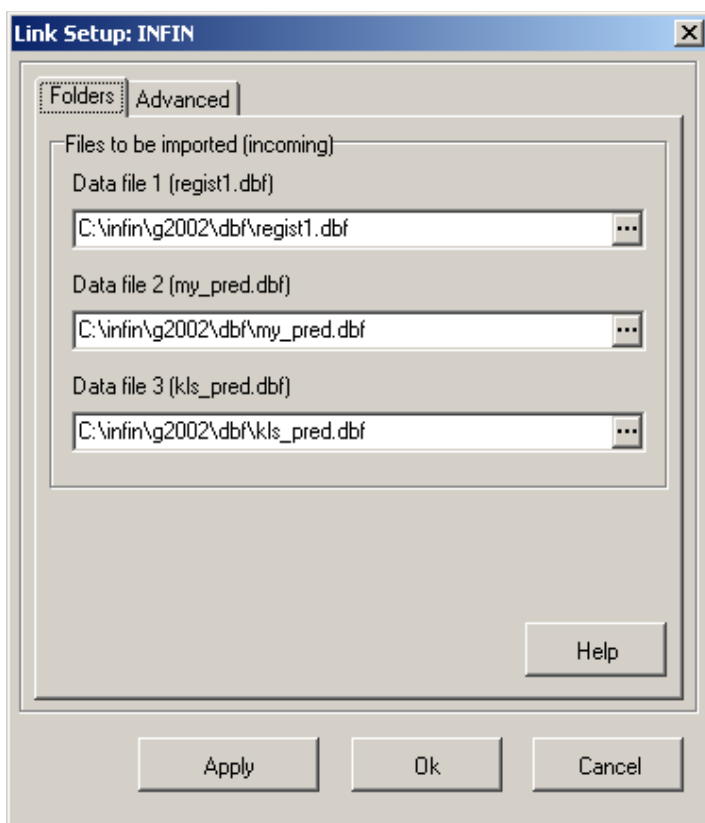 Link Setup: INFIN
Folders Advanced
Files to be imported (incoming)
Data file 1 (regist1.dbf)
C:\infin\g2002\dbf\regist1.dbf ...
Data file 2 (my_pred.dbf)
C:\infin\g2002\dbf\my_pred.dbf ...
Data file 3 (kls_pred.dbf)
C:\infin\g2002\dbf\kls_pred.dbf ...
Help
Apply Ok Cancel